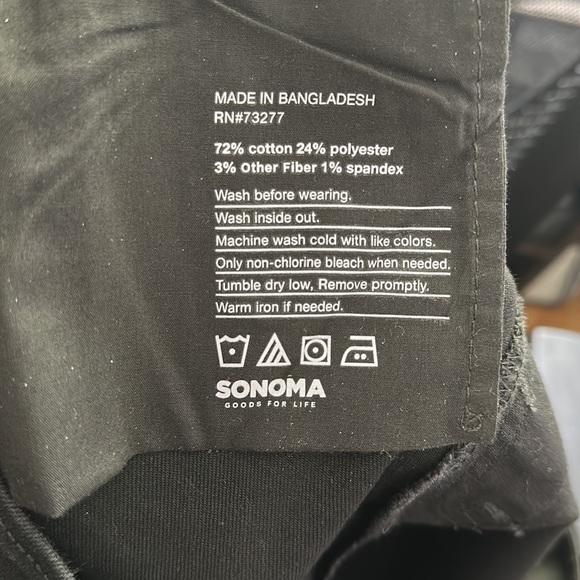 MADE IN BANGLADESH
RN#73277
72% cotton 24% polyester
3% Other Fiber 1% spandex
Wash before wearing.
Wash inside out.
Machine wash cold with like colors.
Only non-chlorine bleach when needed.
Tumble dry low, Remove promptly.
Warm iron if needed.
SONOMA
GOODS FOR LIFE